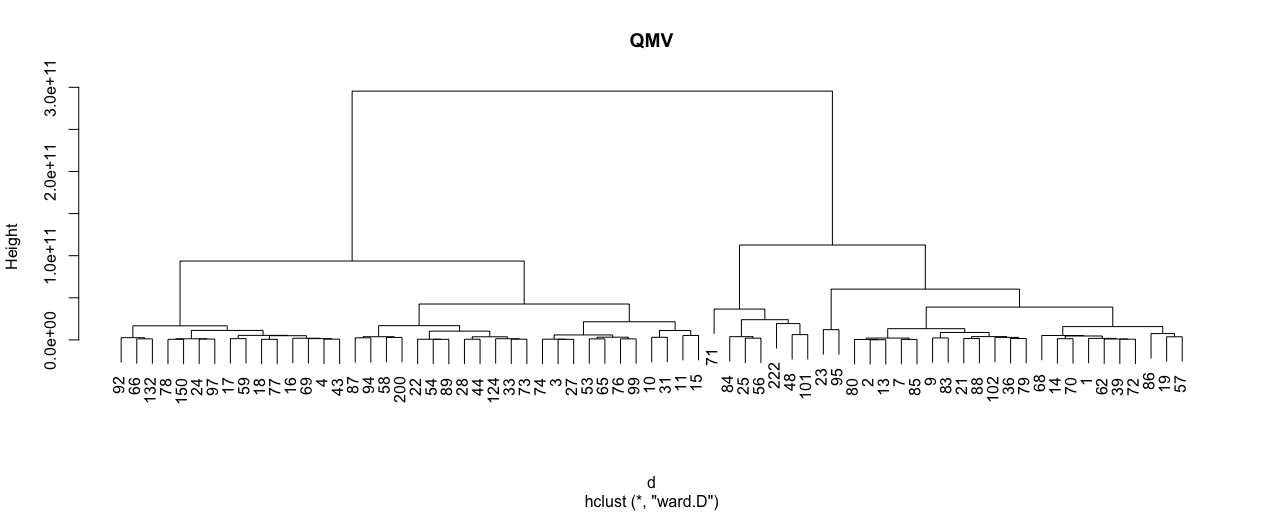 QMV
Height
0.0e+00 1.0e+11 2.0e+11 3.0e+11
92 66 132 78 150 24 97 17 59 18 77 16 69 4 43 87 94 58 200 22 54 89 28 44 124 33 73 74 3 27 53 65 76 99 10 31 11 15 71 84 25 56 222 48 101 23 95 80 2 13 7 85 9 83 21 88 102 36 79 68 14 70 1 62 39 72 86 19 57
d
hclust (*, "ward.D")